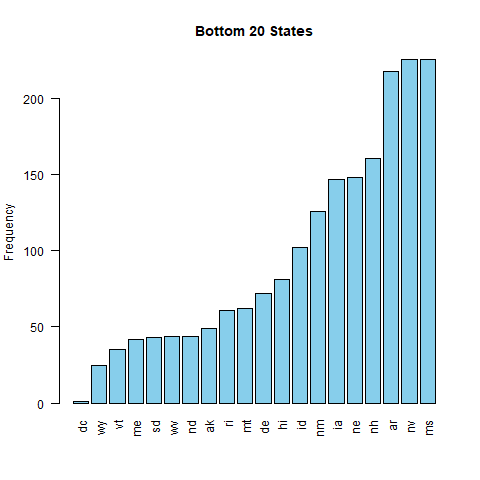 Bottom 20 States
Frequency
200
150
100
50
0
dc wy vt me sd wv nd ak ri mt de hi id nm ia ne nh ar nv ms